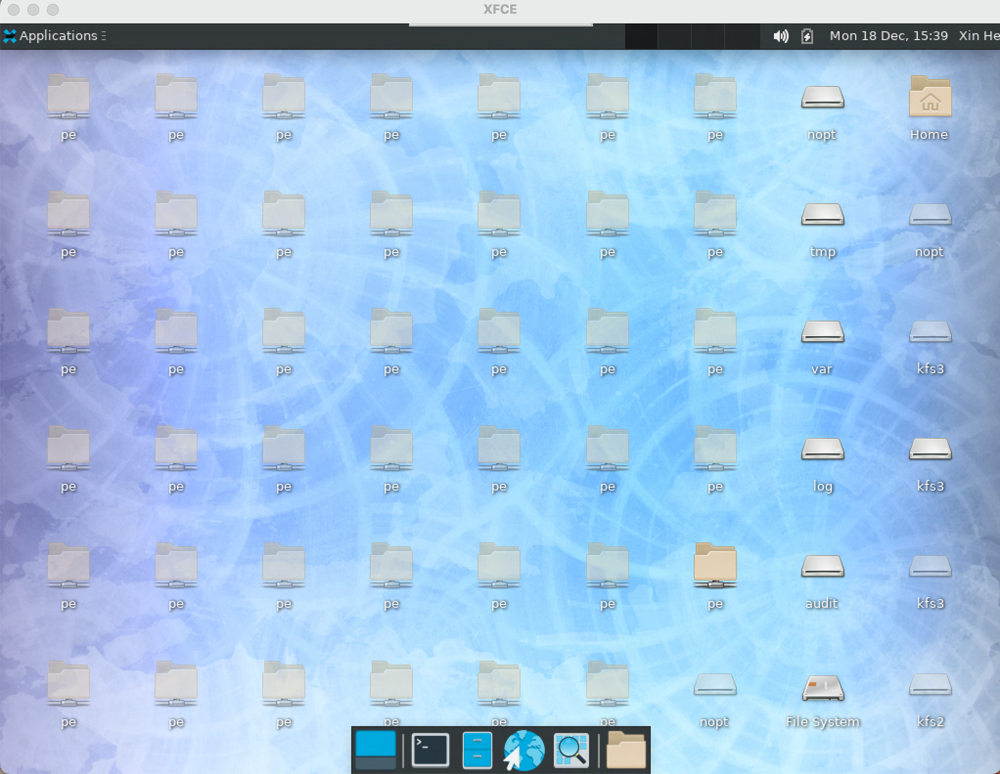 XFCE
Applications Mon 18 Dec, 15:39 Xin He
pe pe pe pe pe pe pe nopt Home
pe pe pe pe pe pe pe tmp nopt
pe pe pe pe pe pe pe var kfs3
pe pe pe pe pe pe pe log kfs3
pe pe pe pe pe pe pe audit kfs3
pe pe pe pe pe pe nopt File System kfs2
>_